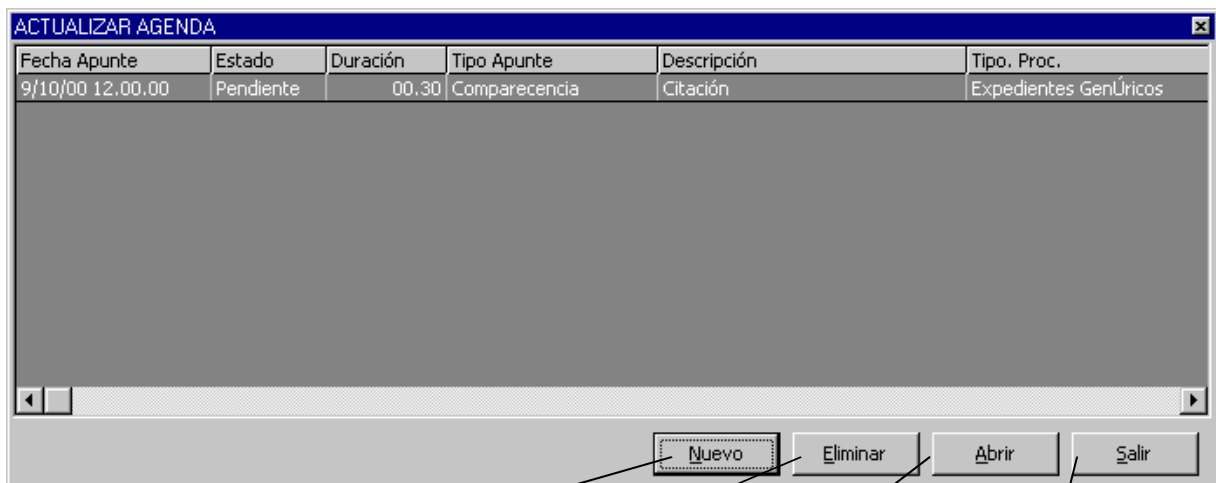 ACTUALIZAR AGENDA
Fecha Apunte Estado Duración Tipo Apunte Descripción Tipo. Proc.
9/10/00 12.00.00 Pendiente 00.30 Comparecencia Citación Expedientes GenÚricos
Nuevo Eliminar Abrir Salir